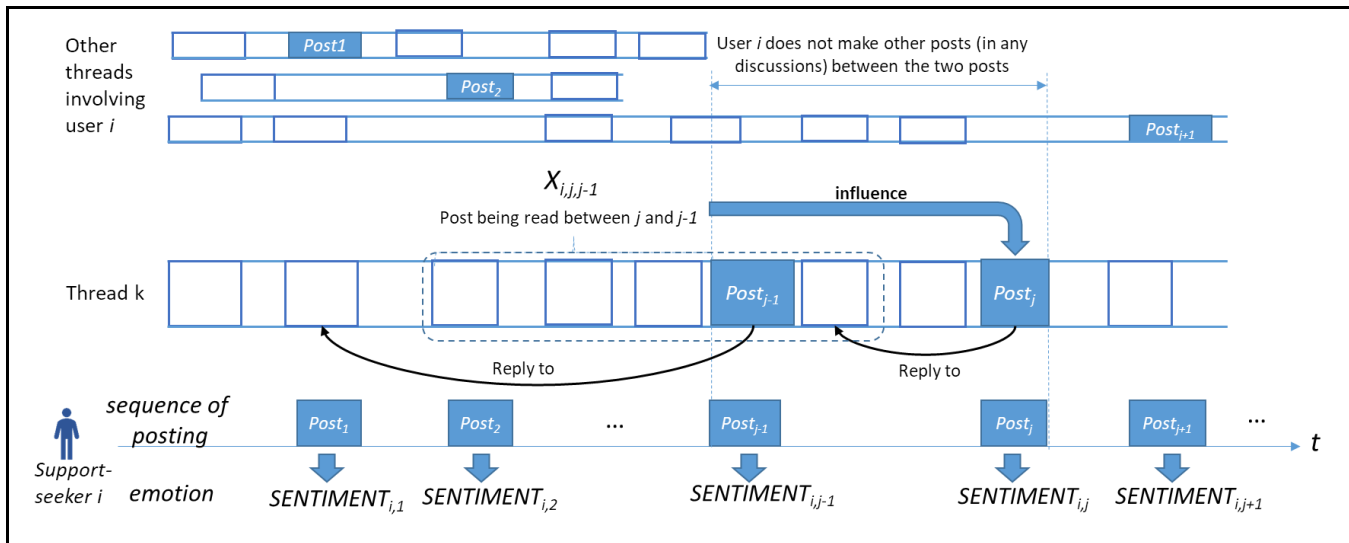 Other
threads
involving
user i
Post1
Post2
Postj+1
User i does not make other posts (in any
discussions) between the two posts
Xi,j,j-1
Post being read between j and j-1
influence
Thread k
Postj-1
Postj
Reply to
Reply to
sequence of
posting
Post1
Post2
...
Postj-1
Postj
Postj+1
...
t
Support-
seeker i
emotion
SENTIMENTi,1
SENTIMENTi,2
SENTIMENTi,j-1
SENTIMENTi,j
SENTIMENTi,j+1